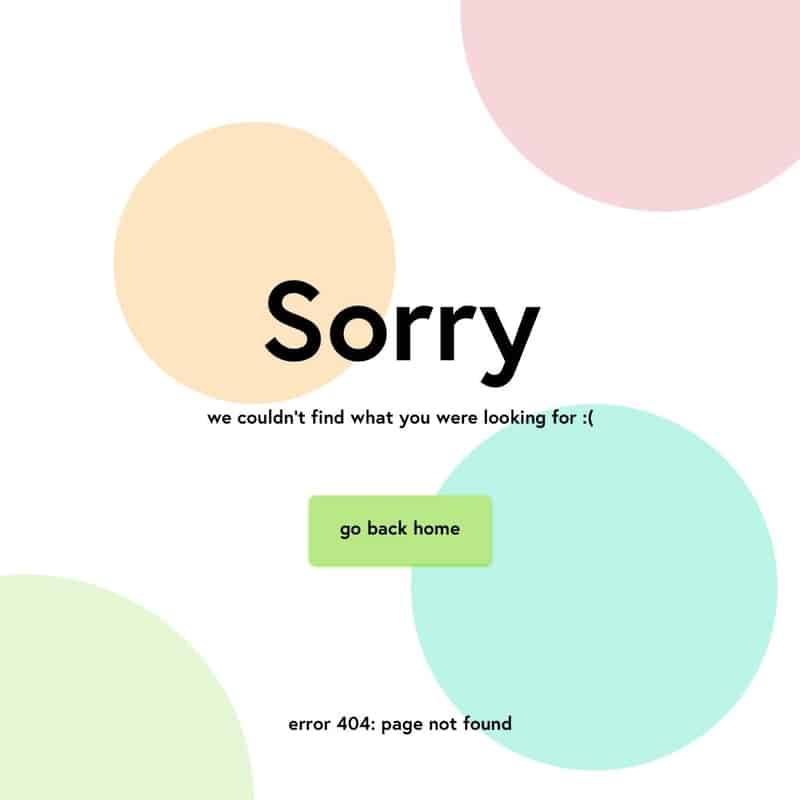 Sorry
we couldn't find what you were looking for :(
go back home
error 404: page not found